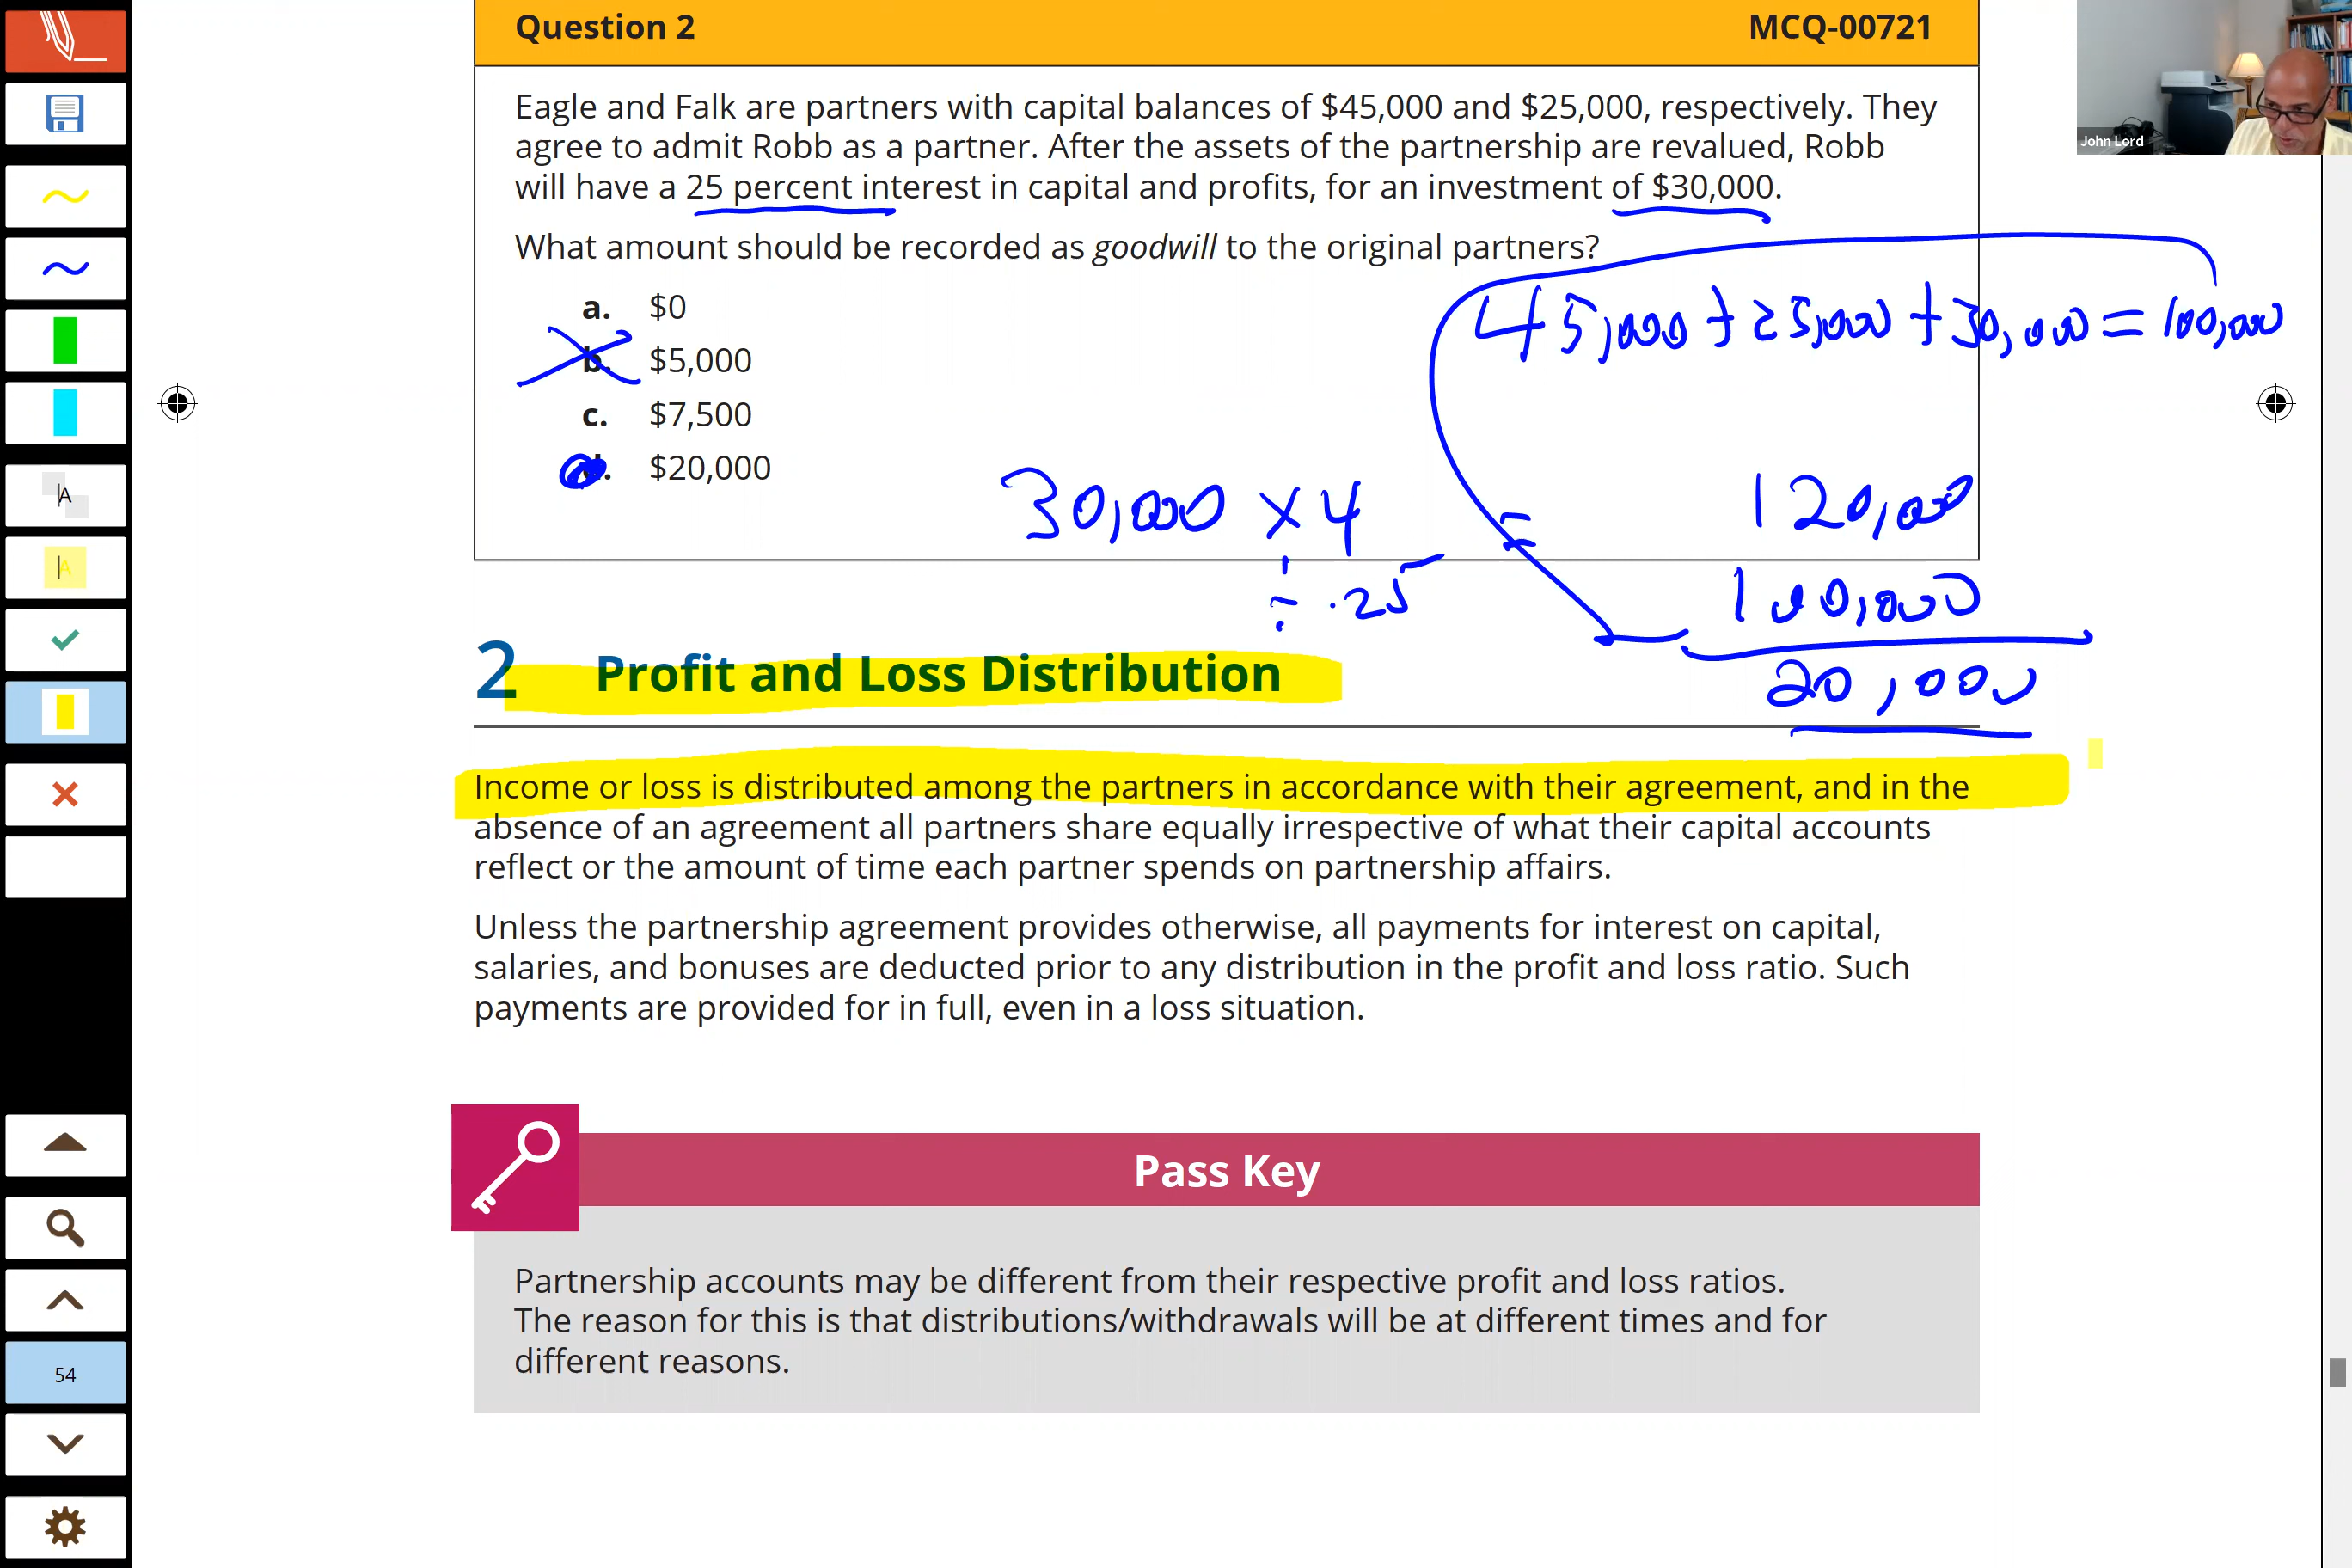 Question 2 MCQ-00721
John Lord
Eagle and Falk are partners with capital balances of $45,000 and $25,000, respectively. They
agree to admit Robb as a partner. After the assets of the partnership are revalued, Robb
will have a 25 percent interest in capital and profits, for an investment of $30,000.
What amount should be recorded as goodwill to the original partners?
a. $0
b. $5,000
c. $7,500
d. $20,000
45,000 + 25,000 + 30,000 = 100,000
30,000 x 4 = 120,000
÷ .25
100,000
20,000
2 Profit and Loss Distribution
Income or loss is distributed among the partners in accordance with their agreement, and in the
absence of an agreement all partners share equally irrespective of what their capital accounts
reflect or the amount of time each partner spends on partnership affairs.
Unless the partnership agreement provides otherwise, all payments for interest on capital,
salaries, and bonuses are deducted prior to any distribution in the profit and loss ratio. Such
payments are provided for in full, even in a loss situation.
Pass Key
Partnership accounts may be different from their respective profit and loss ratios.
The reason for this is that distributions/withdrawals will be at different times and for
different reasons.
A
A
54